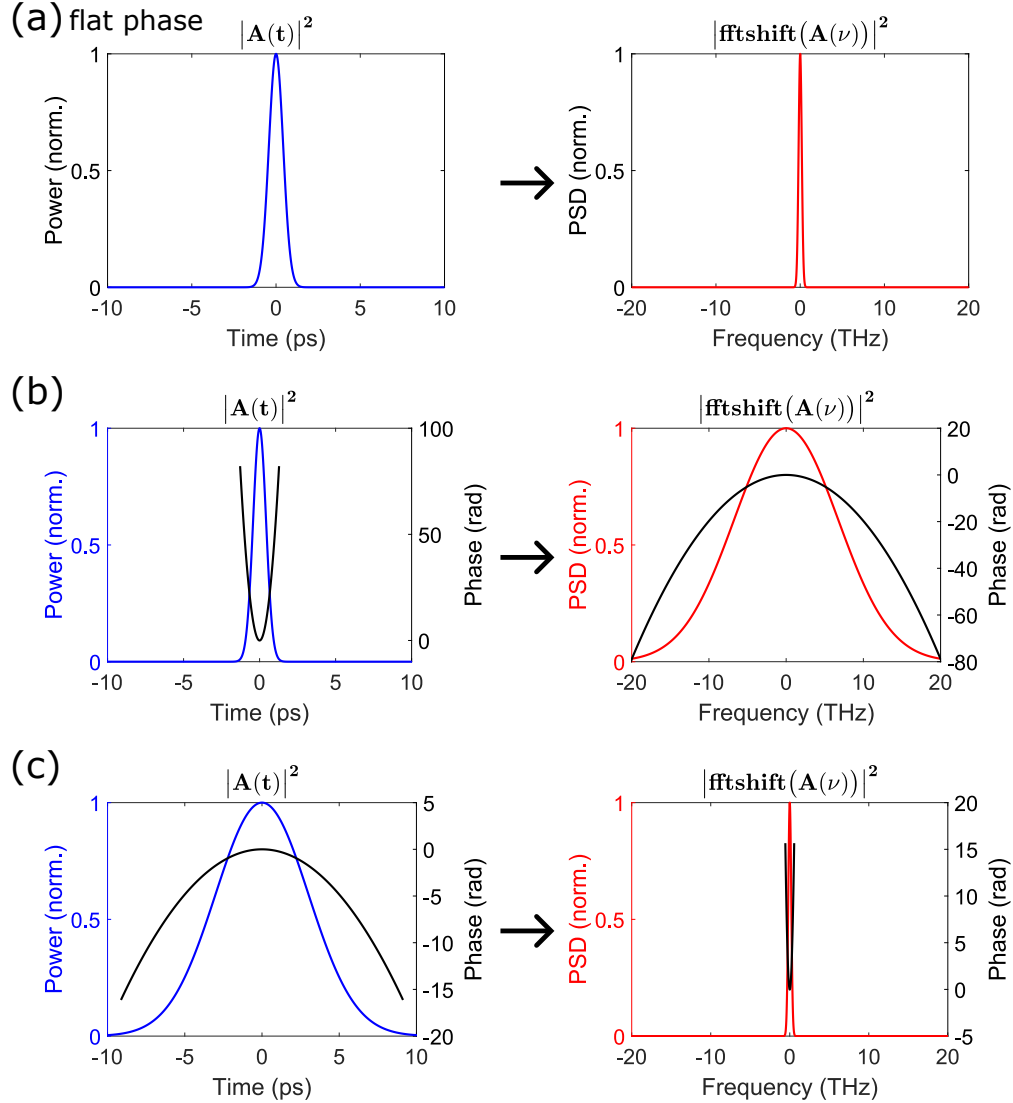 (a) flat phase
|A(t)|²
|fftshift(A(ν))|²
Power (norm.)
1
0.5
0
-10 -5 0 5 10
Time (ps)
PSD (norm.)
1
0.5
0
-20 -10 0 10 20
Frequency (THz)
(b)
|A(t)|²
|fftshift(A(ν))|²
Power (norm.)
1
0.5
0
-10 -5 0 5 10
Time (ps)
100
50
0
Phase (rad)
PSD (norm.)
1
0.5
0
-20 -10 0 10 20
Frequency (THz)
20
0
-20
-40
-60
-80
Phase (rad)
(c)
|A(t)|²
|fftshift(A(ν))|²
Power (norm.)
1
0.5
0
-10 -5 0 5 10
Time (ps)
5
0
-5
-10
-15
-20
Phase (rad)
PSD (norm.)
1
0.5
0
-20 -10 0 10 20
Frequency (THz)
20
15
10
5
0
-5
Phase (rad)